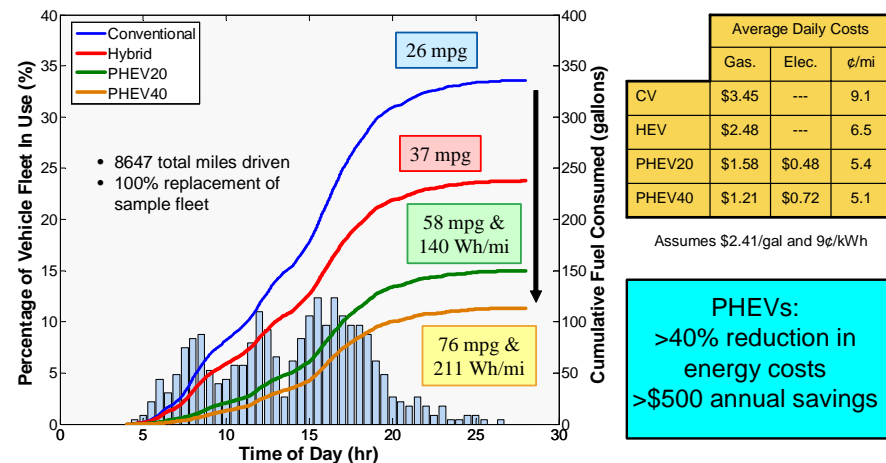 40
35
30
25
20
15
10
5
0
Percentage of Vehicle Fleet In Use (%)
Conventional
Hybrid
PHEV20
PHEV40
• 8647 total miles driven
• 100% replacement of
sample fleet
26 mpg
37 mpg
58 mpg &
140 Wh/mi
76 mpg &
211 Wh/mi
0 5 10 15 20 25 30
Time of Day (hr)
400
350
300
250
200
150
100
50
0
Cumulative Fuel Consumed (gallons)
Average Daily Costs
Gas. Elec. ¢/mi
CV $3.45 --- 9.1
HEV $2.48 --- 6.5
PHEV20 $1.58 $0.48 5.4
PHEV40 $1.21 $0.72 5.1
Assumes $2.41/gal and 9¢/kWh
PHEVs:
>40% reduction in
energy costs
>$500 annual savings